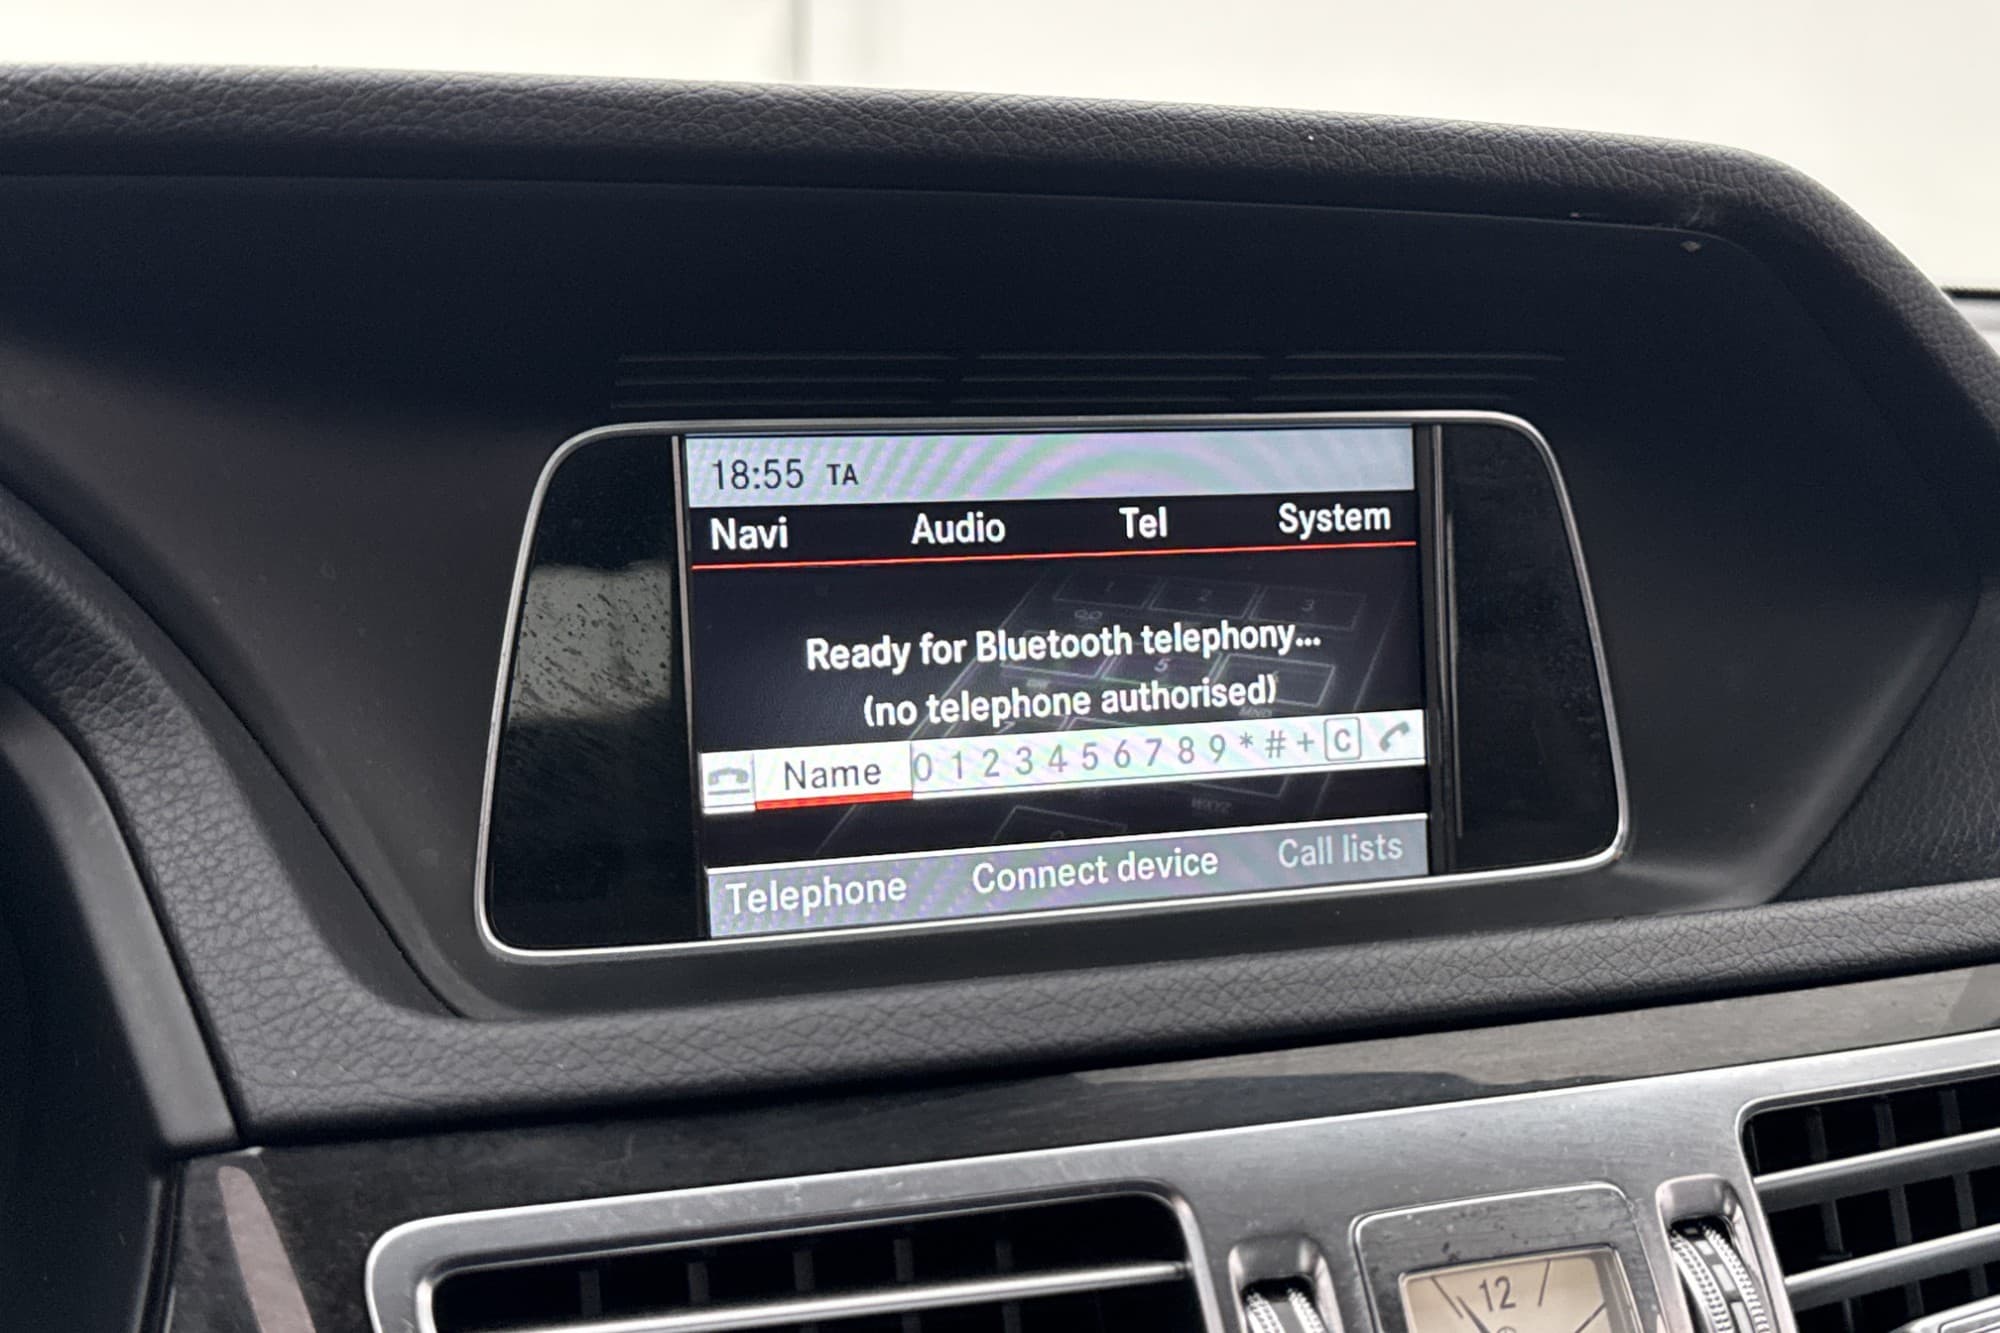 18:55 TA
Navi Audio Tel System
Ready for Bluetooth telephony...
(no telephone authorised)
Name 0 1 2 3 4 5 6 7 8 9 * # + C
Telephone Connect device Call lists
12